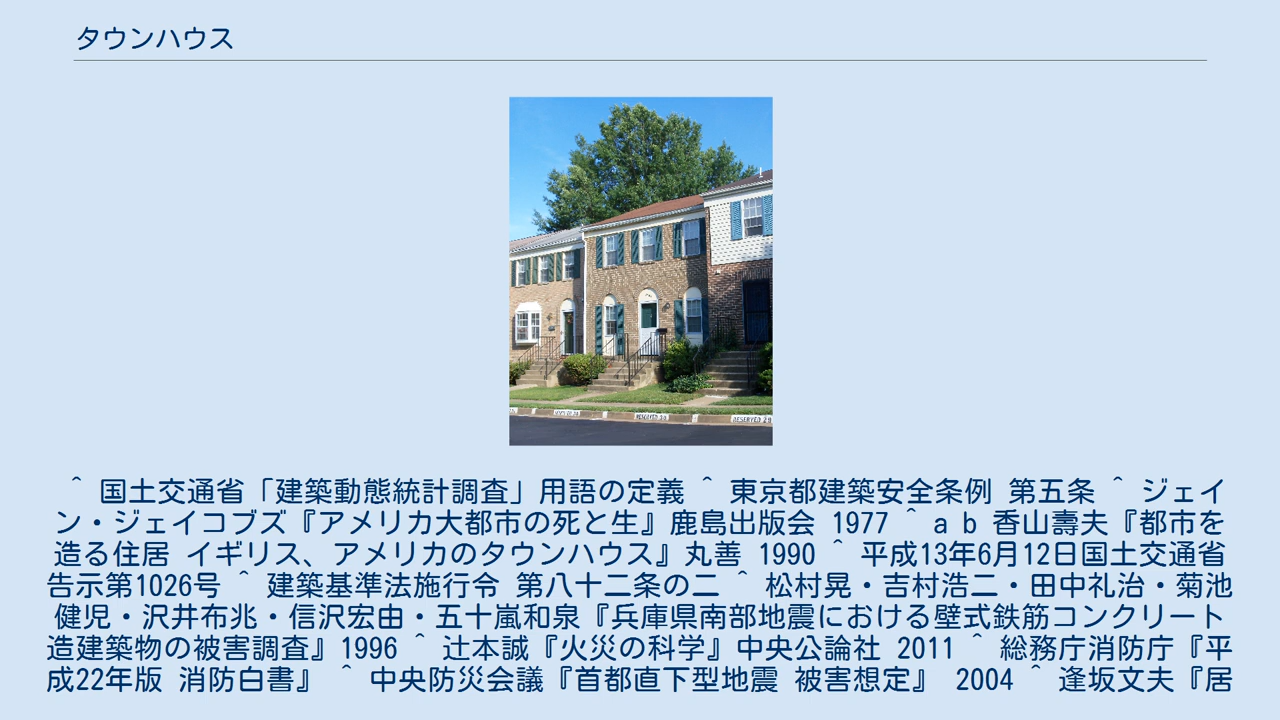 タウンハウス
RESERVED
^ 国土交通省「建築動態統計調査」用語の定義 ^ 東京都建築安全条例 第五条 ^ ジェイ
ン・ジェイコブズ『アメリカ大都市の死と生』鹿島出版会 1977 ^ a b 香山壽夫『都市を
造る住居 イギリス、アメリカのタウンハウス』丸善 1990 ^ 平成13年6月12日国土交通省
告示第1026号 ^ 建築基準法施行令 第八十二条の二 ^ 松村晃・吉村浩二・田中礼治・菊池
健児・沢井布兆・信沢宏由・五十嵐和泉『兵庫県南部地震における壁式鉄筋コンクリート
造建築物の被害調査』1996 ^ 辻本誠『火災の科学』中央公論社 2011 ^ 総務庁消防庁『平
成22年版 消防白書』 ^ 中央防災会議『首都直下型地震 被害想定』 2004 ^ 逢坂文夫『居